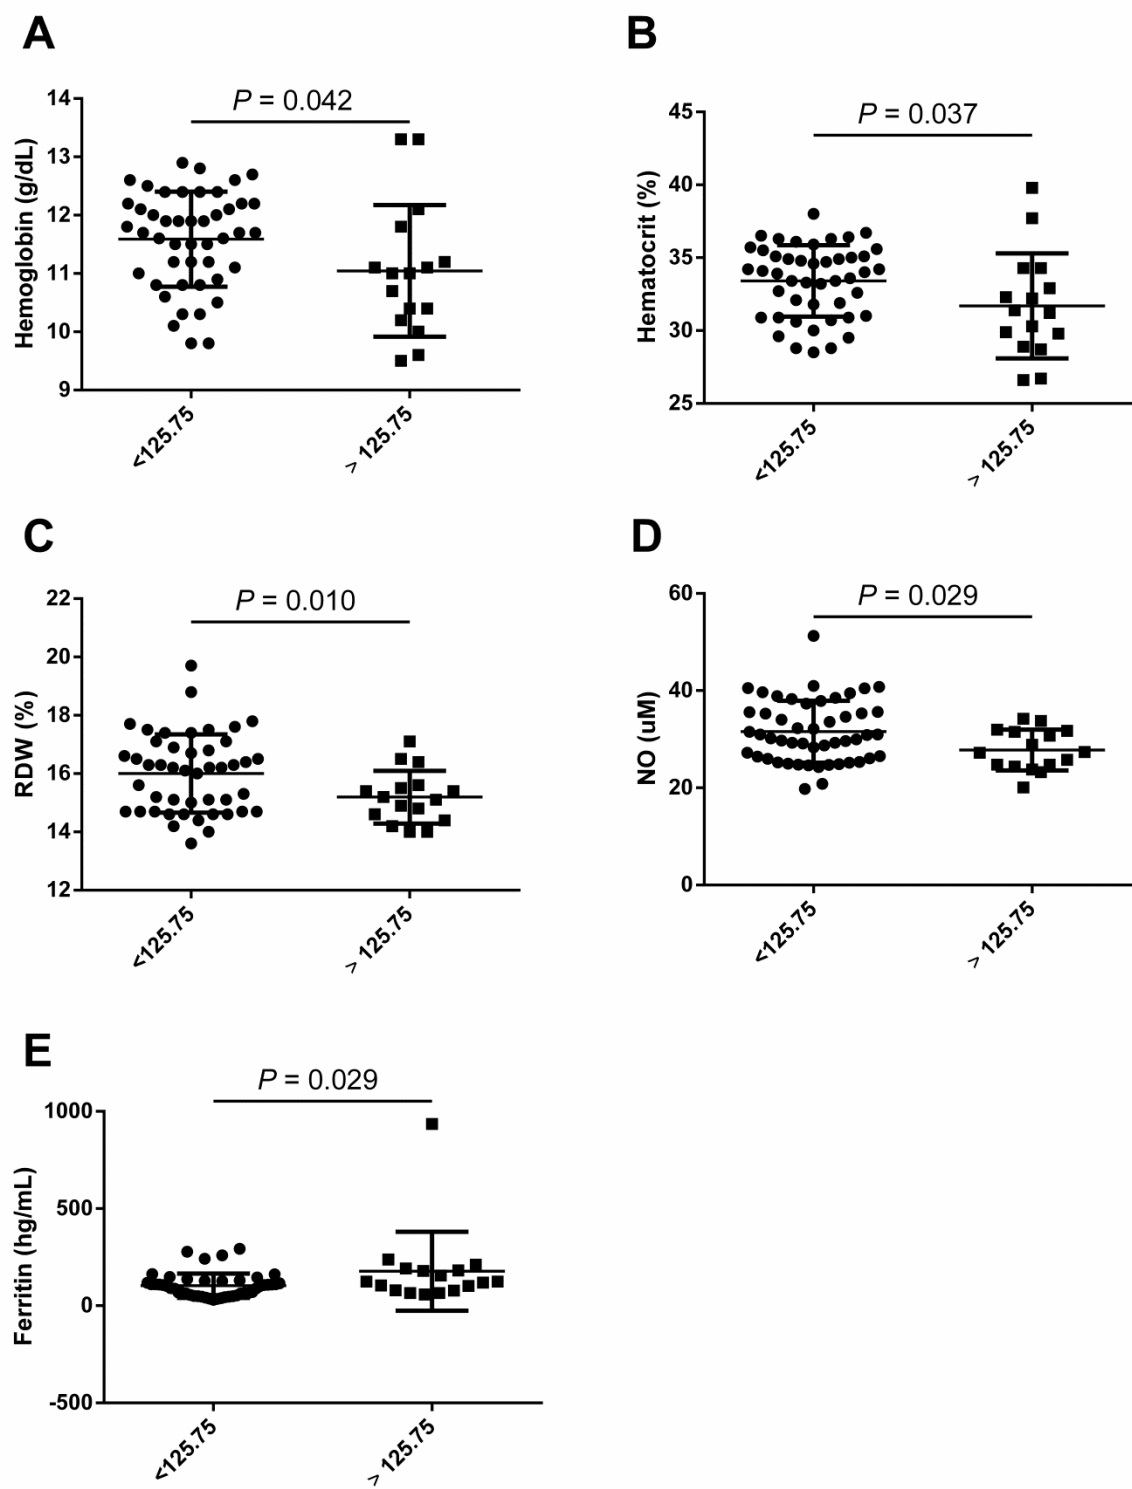 A
P = 0.042
Hemoglobin (g/dL)
14
13
12
11
10
9
<125.75
> 125.75
B
P = 0.037
Hematocrit (%)
45
40
35
30
25
<125.75
> 125.75
C
P = 0.010
RDW (%)
22
20
18
16
14
12
<125.75
> 125.75
D
P = 0.029
NO (uM)
60
40
20
0
<125.75
> 125.75
E
P = 0.029
Ferritin (hg/mL)
1000
500
0
-500
<125.75
> 125.75